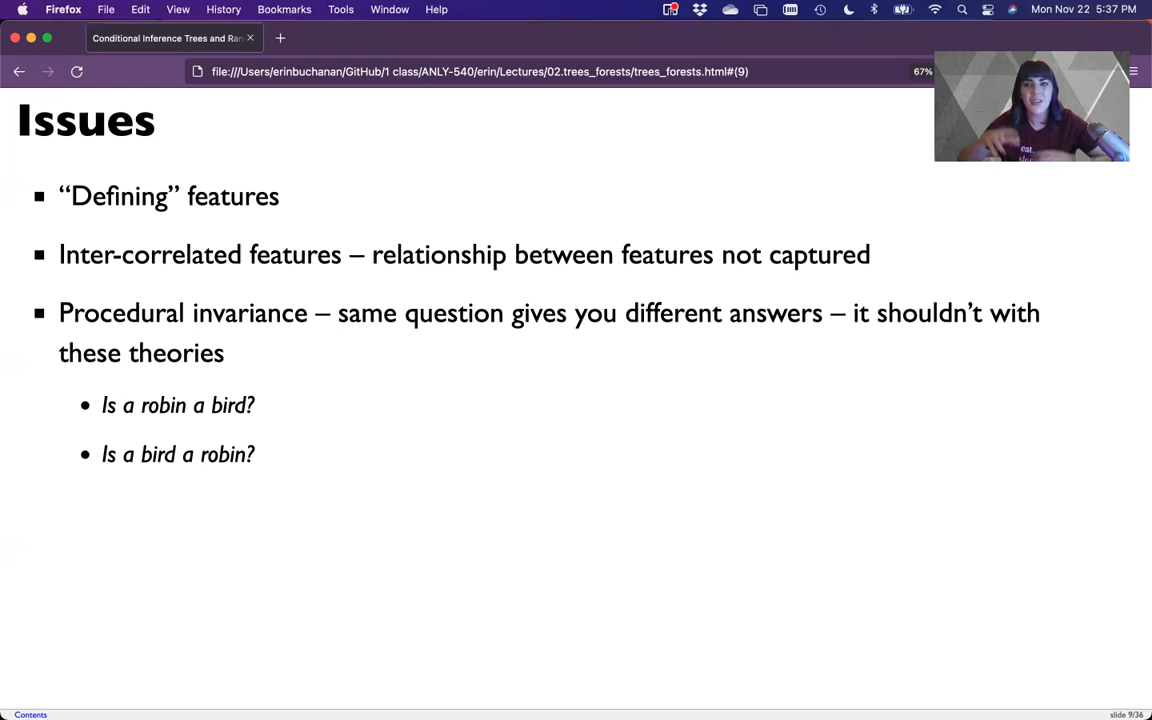 Firefox File Edit View History Bookmarks Tools Window Help Mon Nov 22 5:37 PM
Conditional Inference Trees and Ran
file:///Users/erinbuchanan/GitHub/1 class/ANLY-540/erin/Lectures/02.trees_forests/trees_forests.html#(9) 67%
Issues
eat.
“Defining” features
Inter-correlated features – relationship between features not captured
Procedural invariance – same question gives you different answers – it shouldn’t with
these theories
Is a robin a bird?
Is a bird a robin?
Contents
slide 9/36